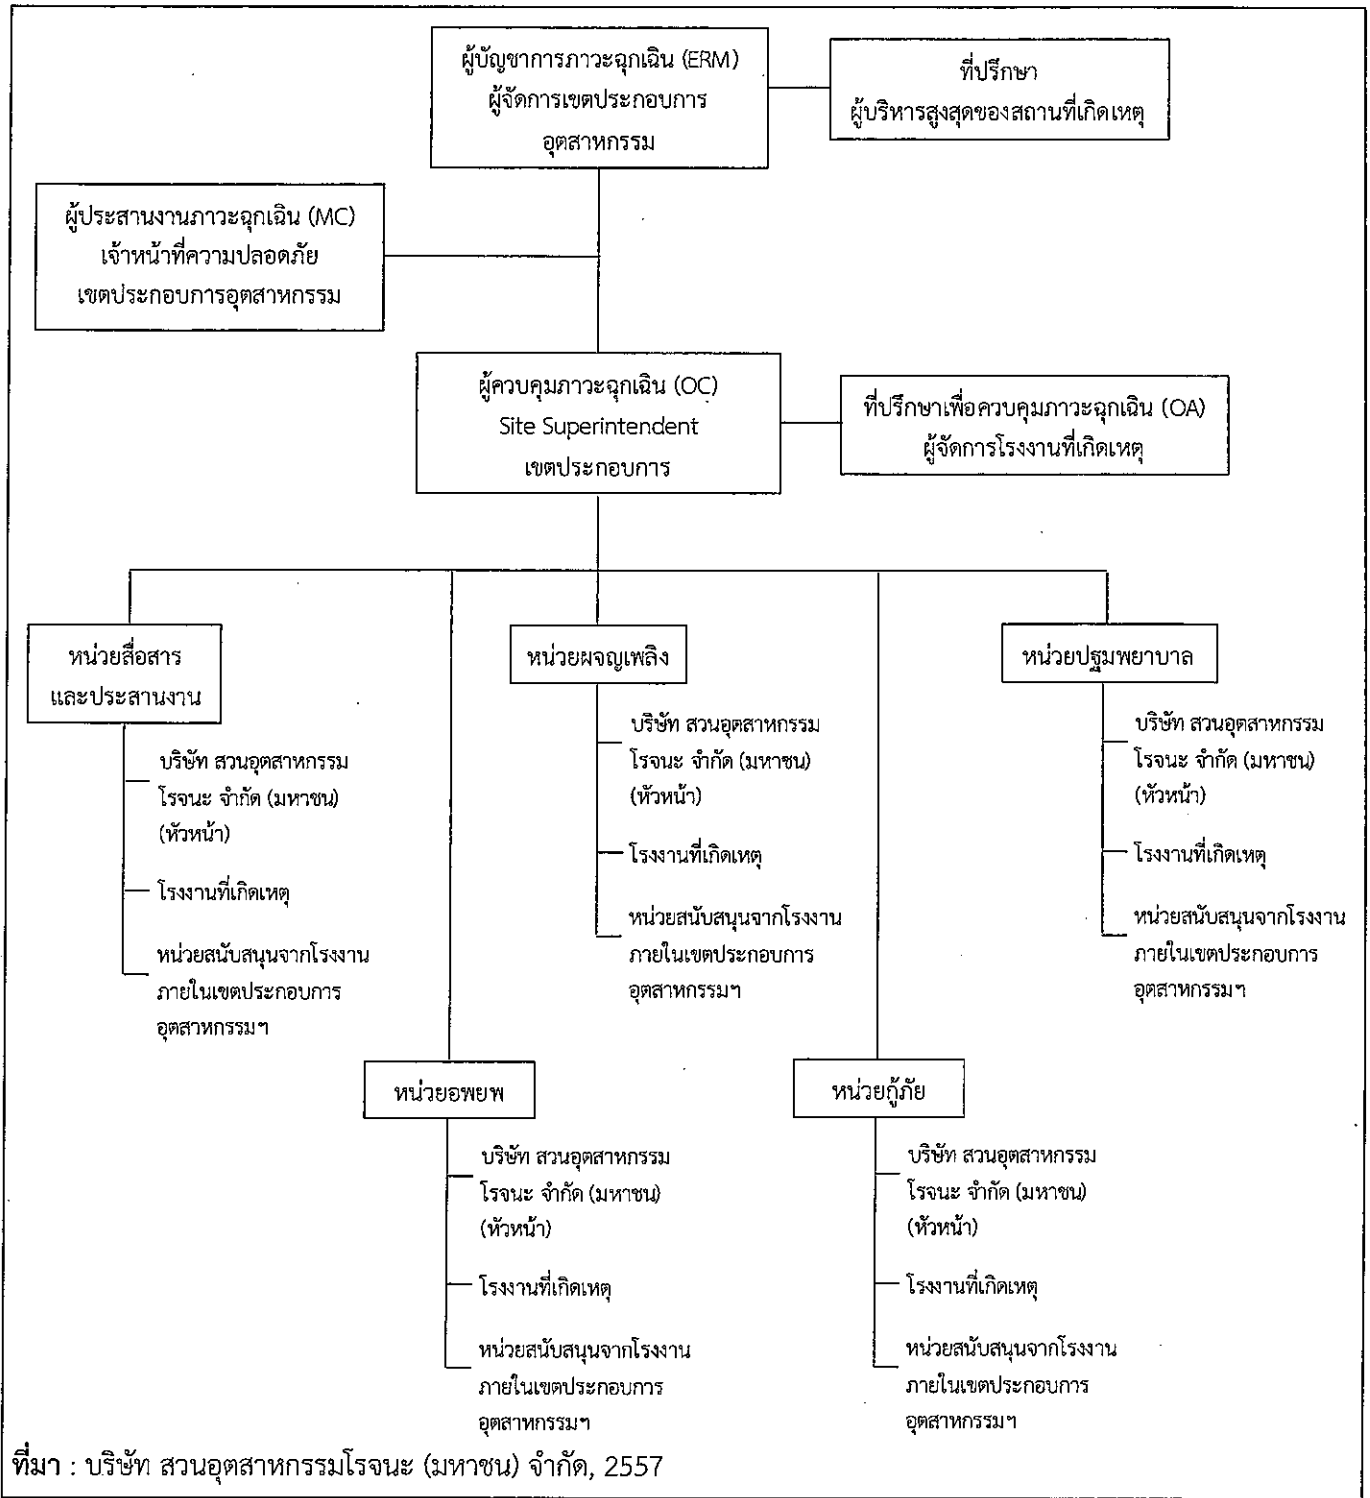 ผู้บัญชาการภาวะฉุกเฉิน (ERM)
ผู้จัดการเขตประกอบการ
อุตสาหกรรม
ที่ปรึกษา
ผู้บริหารสูงสุดของสถานที่เกิดเหตุ
ผู้ประสานงานภาวะฉุกเฉิน (MC)
เจ้าหน้าที่ความปลอดภัย
เขตประกอบการอุตสาหกรรม
ผู้ควบคุมภาวะฉุกเฉิน (OC)
Site Superintendent
เขตประกอบการ
ที่ปรึกษาเพื่อควบคุมภาวะฉุกเฉิน (OA)
ผู้จัดการโรงงานที่เกิดเหตุ
หน่วยสื่อสาร
และประสานงาน
บริษัท สวนอุตสาหกรรม
โรจนะ จำกัด (มหาชน)
(หัวหน้า)
โรงงานที่เกิดเหตุ
หน่วยสนับสนุนจากโรงงาน
ภายในเขตประกอบการ
อุตสาหกรรมฯ
หน่วยผจญเพลิง
บริษัท สวนอุตสาหกรรม
โรจนะ จำกัด (มหาชน)
(หัวหน้า)
โรงงานที่เกิดเหตุ
หน่วยสนับสนุนจากโรงงาน
ภายในเขตประกอบการ
อุตสาหกรรมฯ
หน่วยปฐมพยาบาล
บริษัท สวนอุตสาหกรรม
โรจนะ จำกัด (มหาชน)
(หัวหน้า)
โรงงานที่เกิดเหตุ
หน่วยสนับสนุนจากโรงงาน
ภายในเขตประกอบการ
อุตสาหกรรมฯ
หน่วยอพยพ
บริษัท สวนอุตสาหกรรม
โรจนะ จำกัด (มหาชน)
(หัวหน้า)
โรงงานที่เกิดเหตุ
หน่วยสนับสนุนจากโรงงาน
ภายในเขตประกอบการ
อุตสาหกรรมฯ
หน่วยกู้ภัย
บริษัท สวนอุตสาหกรรม
โรจนะ จำกัด (มหาชน)
(หัวหน้า)
โรงงานที่เกิดเหตุ
หน่วยสนับสนุนจากโรงงาน
ภายในเขตประกอบการ
อุตสาหกรรมฯ
ที่มา : บริษัท สวนอุตสาหกรรมโรจนะ (มหาชน) จำกัด, 2557